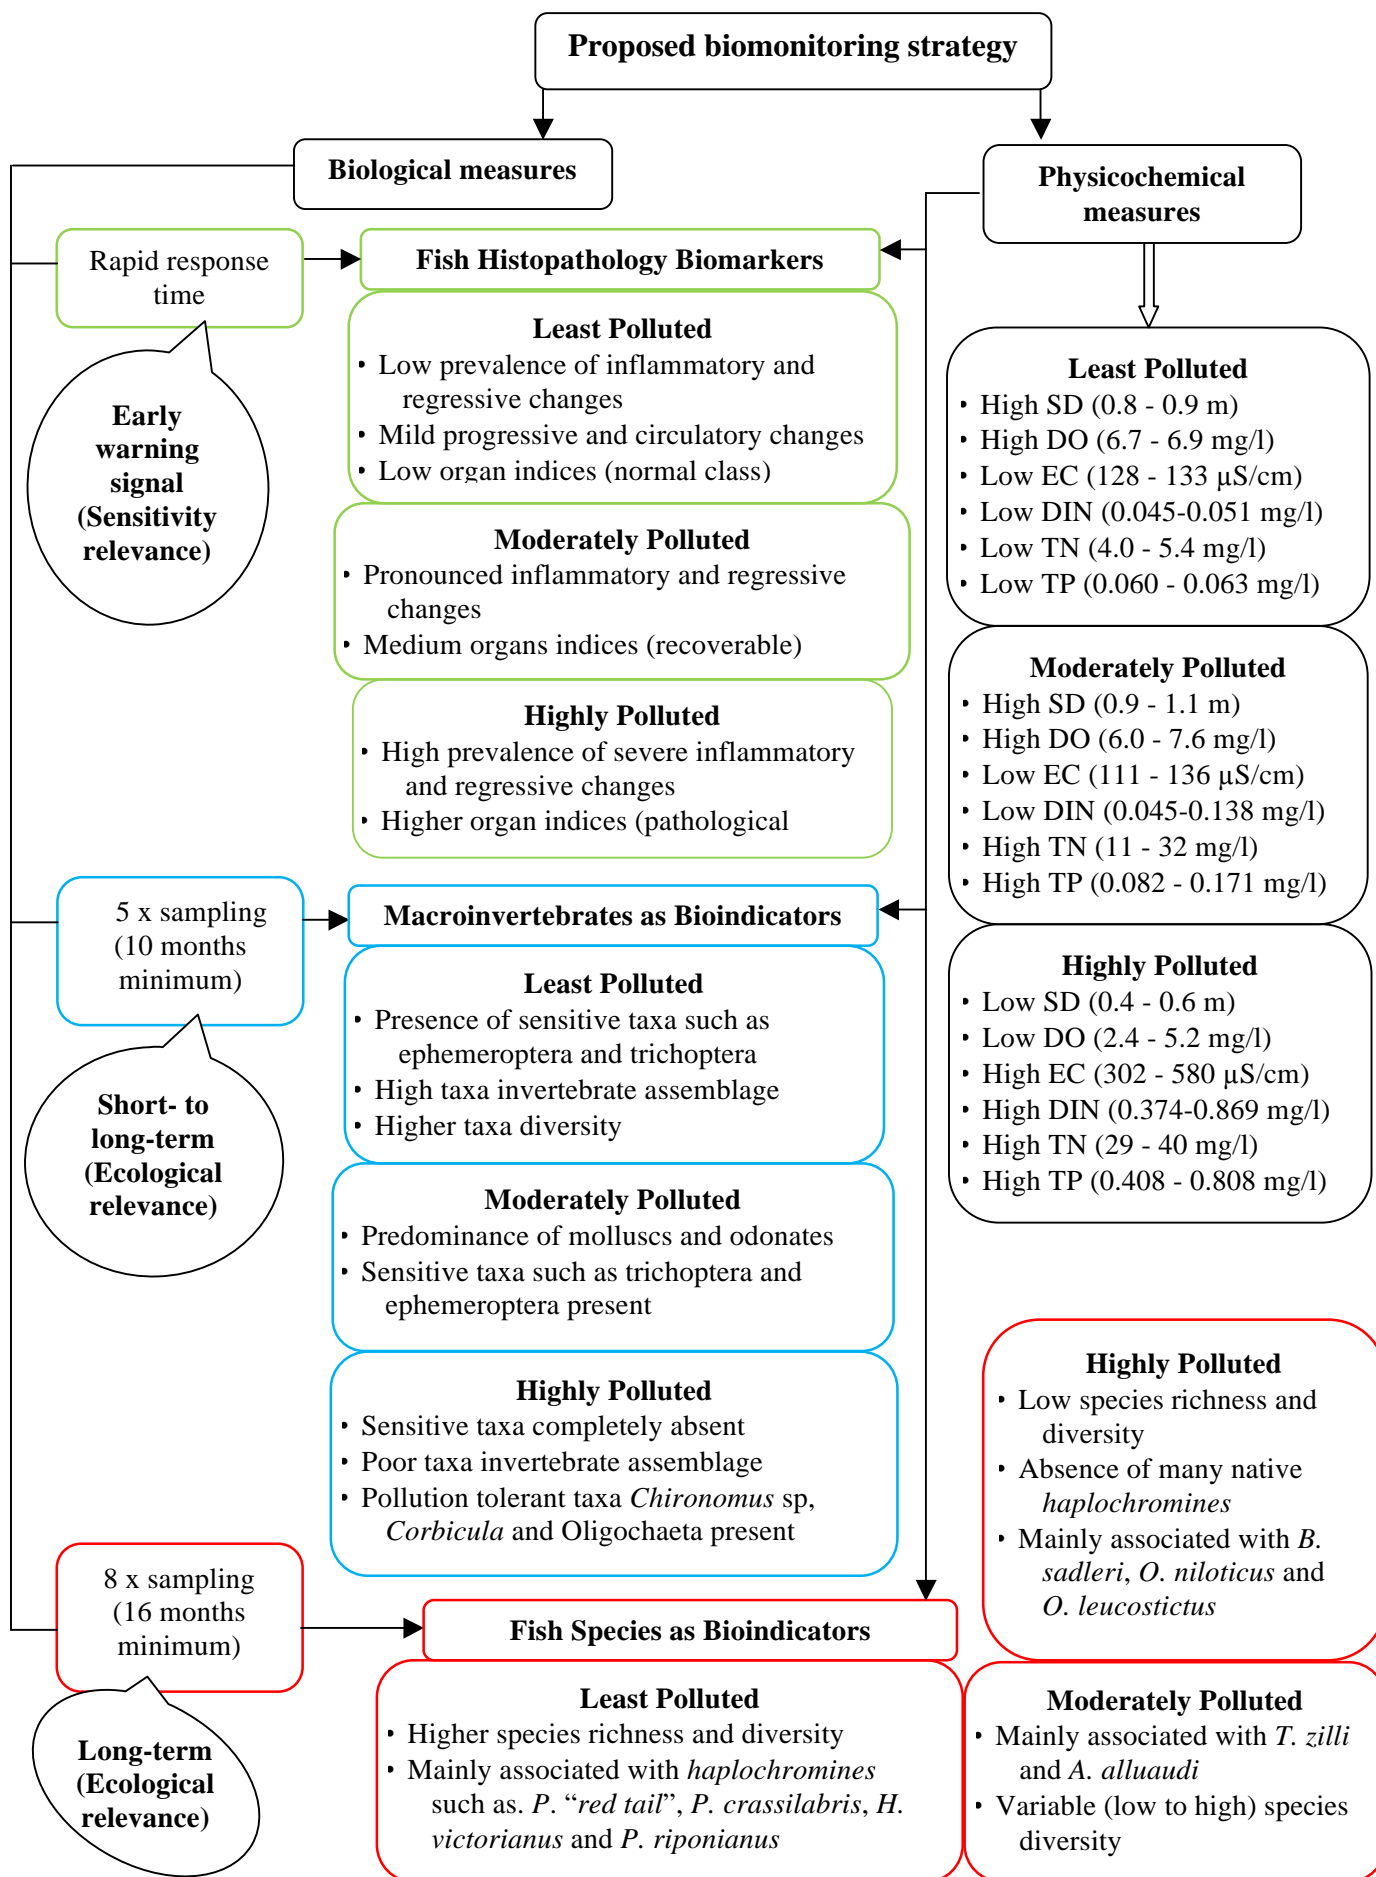 Proposed biomonitoring strategy
Biological measures
Physicochemical
measures
Rapid response
time
Early
warning
signal
(Sensitivity
relevance)
Fish Histopathology Biomarkers
Least Polluted
• Low prevalence of inflammatory and
regressive changes
• Mild progressive and circulatory changes
• Low organ indices (normal class)
Moderately Polluted
• Pronounced inflammatory and regressive
changes
• Medium organs indices (recoverable)
Highly Polluted
• High prevalence of severe inflammatory
and regressive changes
• Higher organ indices (pathological
Least Polluted
• High SD (0.8 - 0.9 m)
• High DO (6.7 - 6.9 mg/l)
• Low EC (128 - 133 µS/cm)
• Low DIN (0.045-0.051 mg/l)
• Low TN (4.0 - 5.4 mg/l)
• Low TP (0.060 - 0.063 mg/l)
Moderately Polluted
• High SD (0.9 - 1.1 m)
• High DO (6.0 - 7.6 mg/l)
• Low EC (111 - 136 µS/cm)
• Low DIN (0.045-0.138 mg/l)
• High TN (11 - 32 mg/l)
• High TP (0.082 - 0.171 mg/l)
Highly Polluted
• Low SD (0.4 - 0.6 m)
• Low DO (2.4 - 5.2 mg/l)
• High EC (302 - 580 µS/cm)
• High DIN (0.374-0.869 mg/l)
• High TN (29 - 40 mg/l)
• High TP (0.408 - 0.808 mg/l)
5 x sampling
(10 months
minimum)
Short- to
long-term
(Ecological
relevance)
Macroinvertebrates as Bioindicators
Least Polluted
• Presence of sensitive taxa such as
ephemeroptera and trichoptera
• High taxa invertebrate assemblage
• Higher taxa diversity
Moderately Polluted
• Predominance of molluscs and odonates
• Sensitive taxa such as trichoptera and
ephemeroptera present
Highly Polluted
• Sensitive taxa completely absent
• Poor taxa invertebrate assemblage
• Pollution tolerant taxa Chironomus sp,
Corbicula and Oligochaeta present
8 x sampling
(16 months
minimum)
Long-term
(Ecological
relevance)
Fish Species as Bioindicators
Least Polluted
• Higher species richness and diversity
• Mainly associated with haplochromines
such as. P. “red tail”, P. crassilabris, H.
victorianus and P. riponianus
Highly Polluted
• Low species richness and
diversity
• Absence of many native
haplochromines
• Mainly associated with B.
sadleri, O. niloticus and
O. leucostictus
Moderately Polluted
• Mainly associated with T. zilli
and A. alluaudi
• Variable (low to high) species
diversity